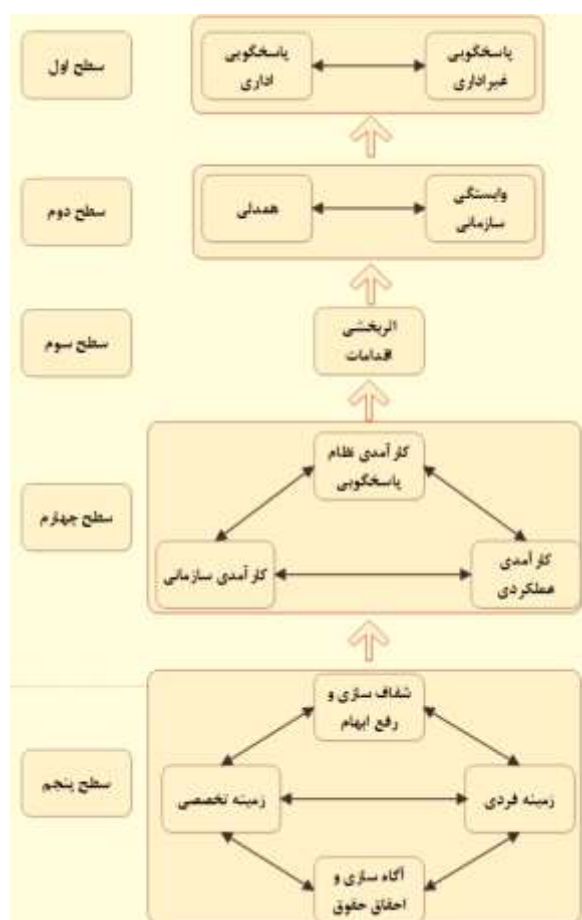 سطح اول
پاسخگویی
غیراداری
پاسخگویی
اداری
سطح دوم
وابستگی
سازمانی
همدلی
سطح سوم
اثربخشی
اقدامات
سطح چهارم
کارآمدی نظام
پاسخگویی
کارآمدی
عملکردی
کارآمدی سازمانی
سطح پنجم
شفاف سازی و
رفع ابهام
زمینه فردی
زمینه تخصصی
آگاه سازی و
احقاق حقوق